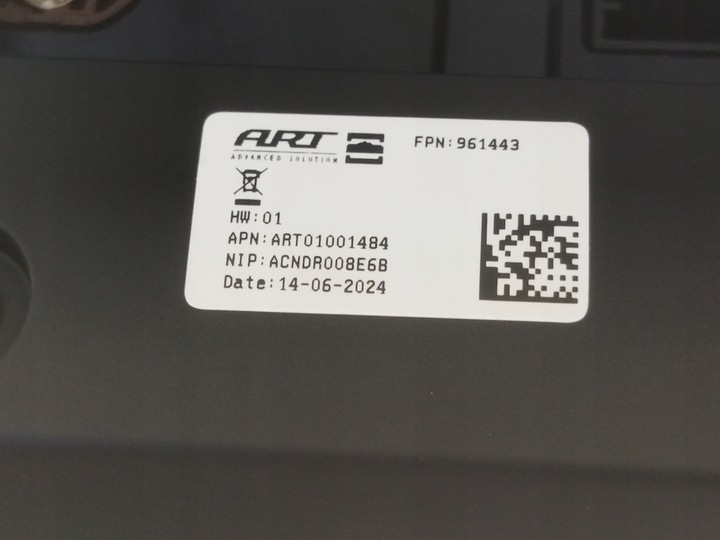 ART
ADVANCED SOLUTION
FPN:961443
HW:01
APN:ART01001484
NIP:ACNDR008E6B
Date:14-06-2024